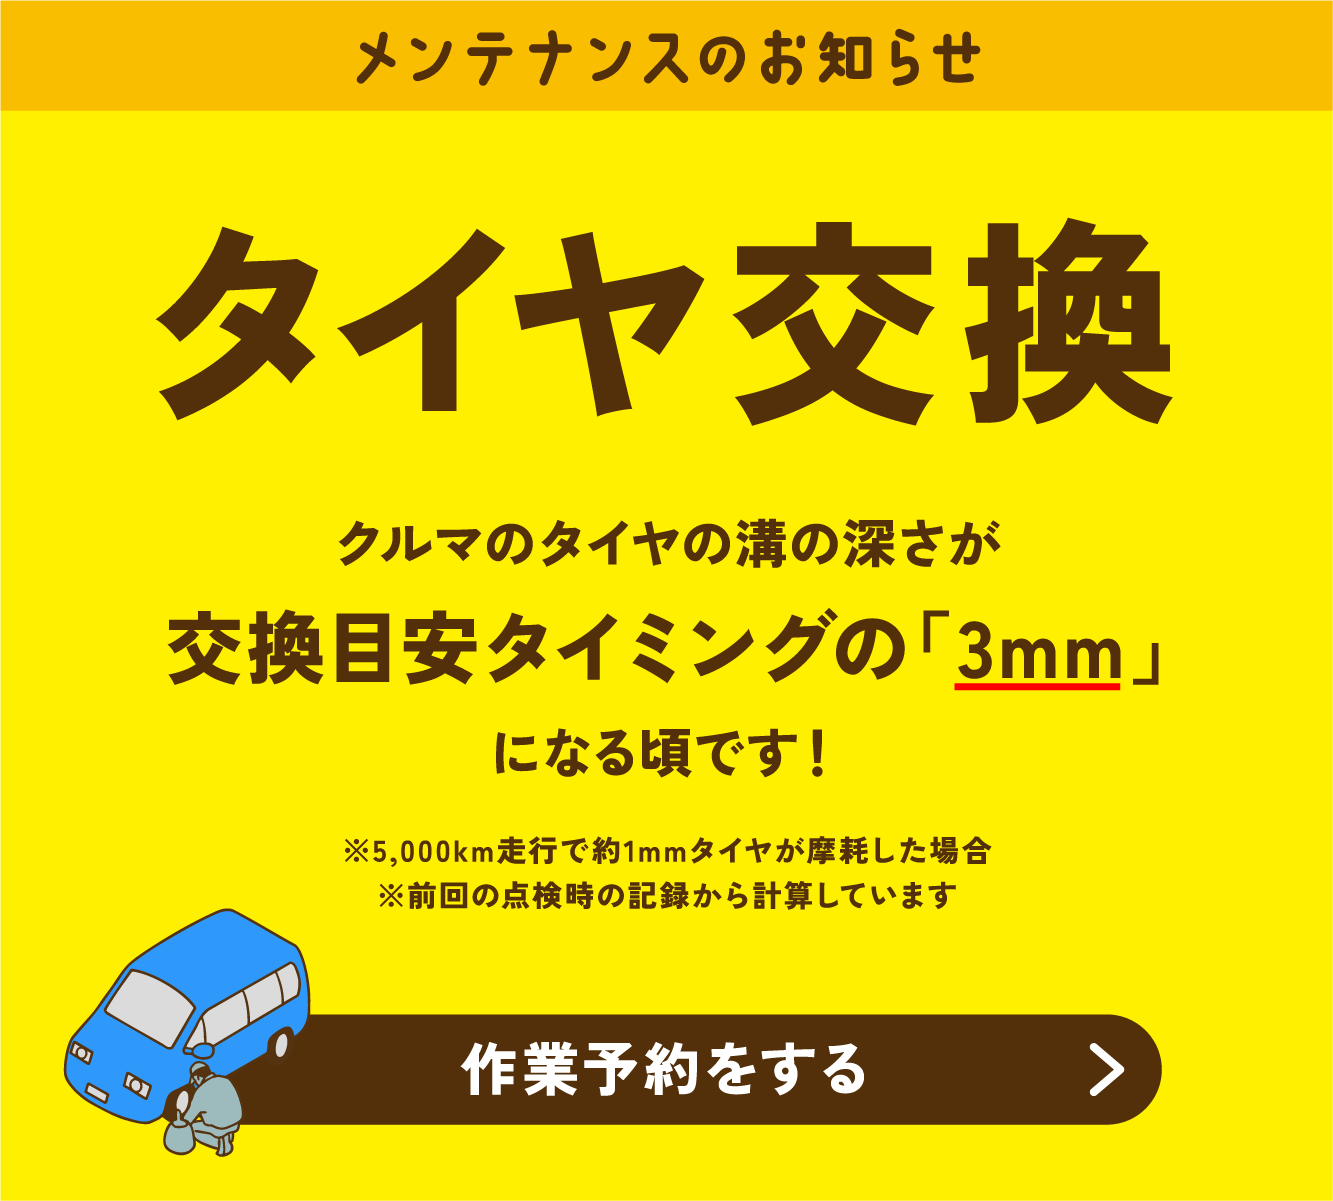 メンテナンスのお知らせ
タイヤ交換
クルマのタイヤの溝の深さが
交換目安タイミングの「3mm」
になる頃です！
※5,000km走行で約1mmタイヤが摩耗した場合
※前回の点検時の記録から計算しています
作業予約をする